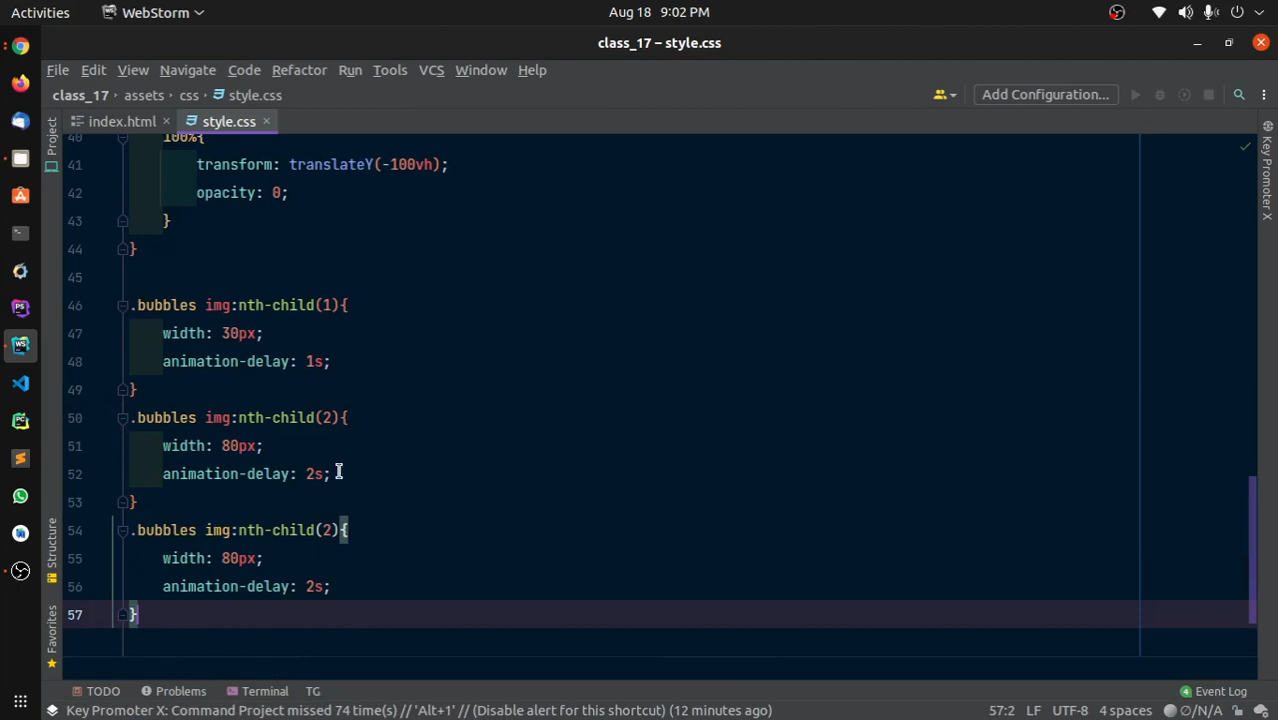 Activities
WebStorm
Aug 18 9:02 PM
class_17 – style.css
File Edit View Navigate Code Refactor Run Tools VCS Window Help
class_17 › assets › css › style.css
Add Configuration...
index.html
style.css
Project
Structure
Favorites
Key Promoter X
40 100%{
41 transform: translateY(-100vh);
42 opacity: 0;
43 }
44 }
45
46 .bubbles img:nth-child(1){
47 width: 30px;
48 animation-delay: 1s;
49 }
50 .bubbles img:nth-child(2){
51 width: 80px;
52 animation-delay: 2s;
53 }
54 .bubbles img:nth-child(2){
55 width: 80px;
56 animation-delay: 2s;
57 }
TODO Problems Terminal TG 4 Event Log
Key Promoter X: Command Project missed 74 time(s) // 'Alt+1' // (Disable alert for this shortcut) (12 minutes ago) 57:2 LF UTF-8 4 spaces ∅/N/A